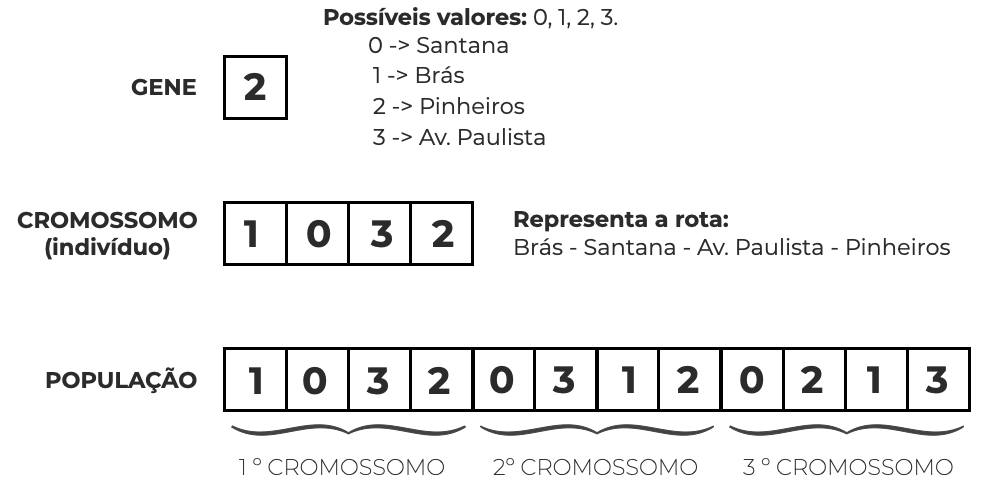 Possíveis valores: 0, 1, 2, 3.
0 -> Santana
1 -> Brás
2 -> Pinheiros
3 -> Av. Paulista
GENE 2
CROMOSSOMO
(indivíduo)
1 0 3 2
Representa a rota:
Brás - Santana - Av. Paulista - Pinheiros
POPULAÇÃO 1 0 3 2 0 3 1 2 0 2 1 3
1 º CROMOSSOMO 2º CROMOSSOMO 3 º CROMOSSOMO